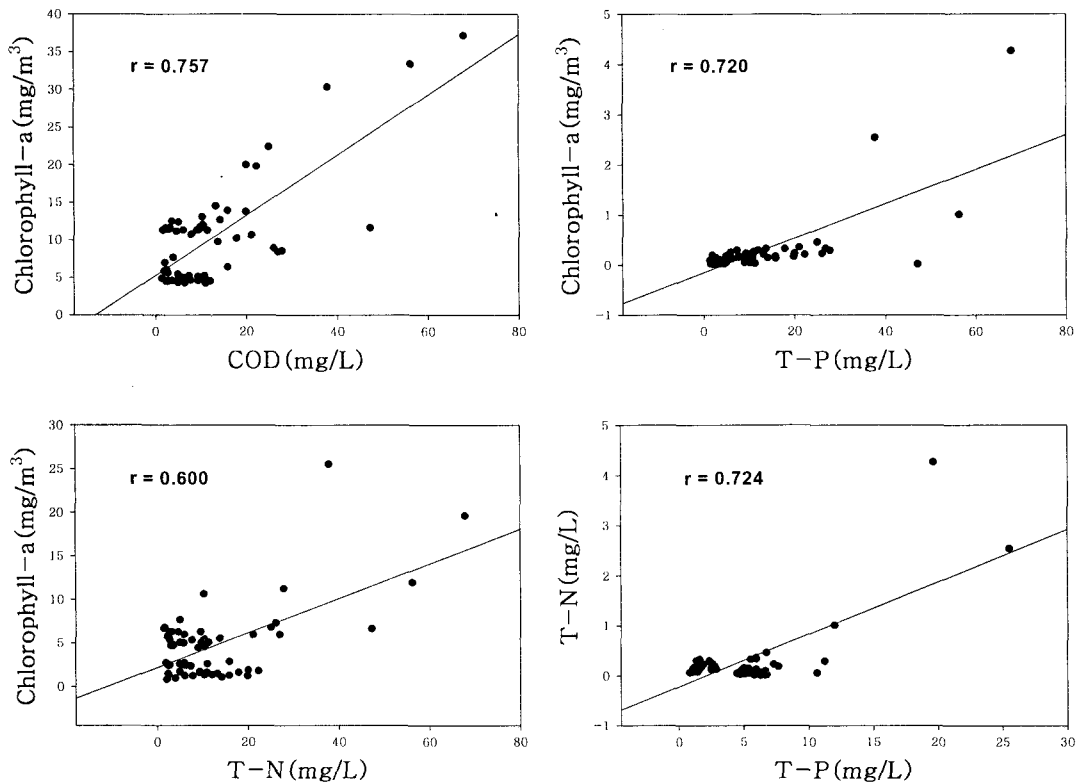 40
35
30
25
20
15
10
5
0
Chlorophyll-a(mg/m³)
r = 0.757
0 20 40 60 80
COD(mg/L)
5
4
3
2
1
0
-1
Chlorophyll-a(mg/m³)
r = 0.720
0 20 40 60 80
T-P(mg/L)
30
25
20
15
10
5
0
Chlorophyll-a(mg/m³)
r = 0.600
0 20 40 60 80
T-N(mg/L)
5
4
3
2
1
0
-1
T-N(mg/L)
r = 0.724
0 5 10 15 20 25 30
T-P(mg/L)